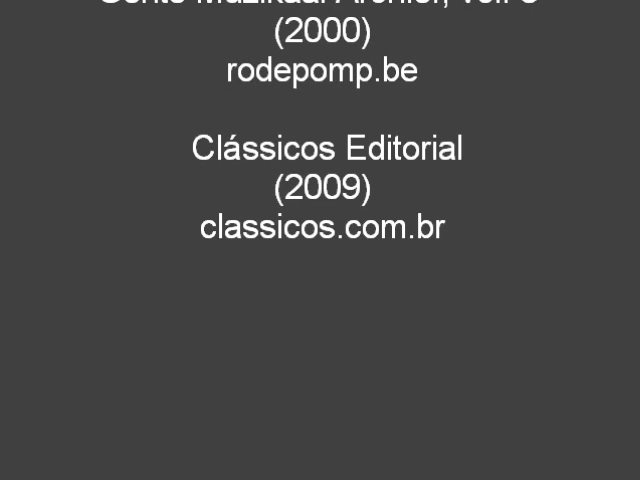 (2000)
rodepomp.be
Clássicos Editorial
(2009)
classicos.com.br